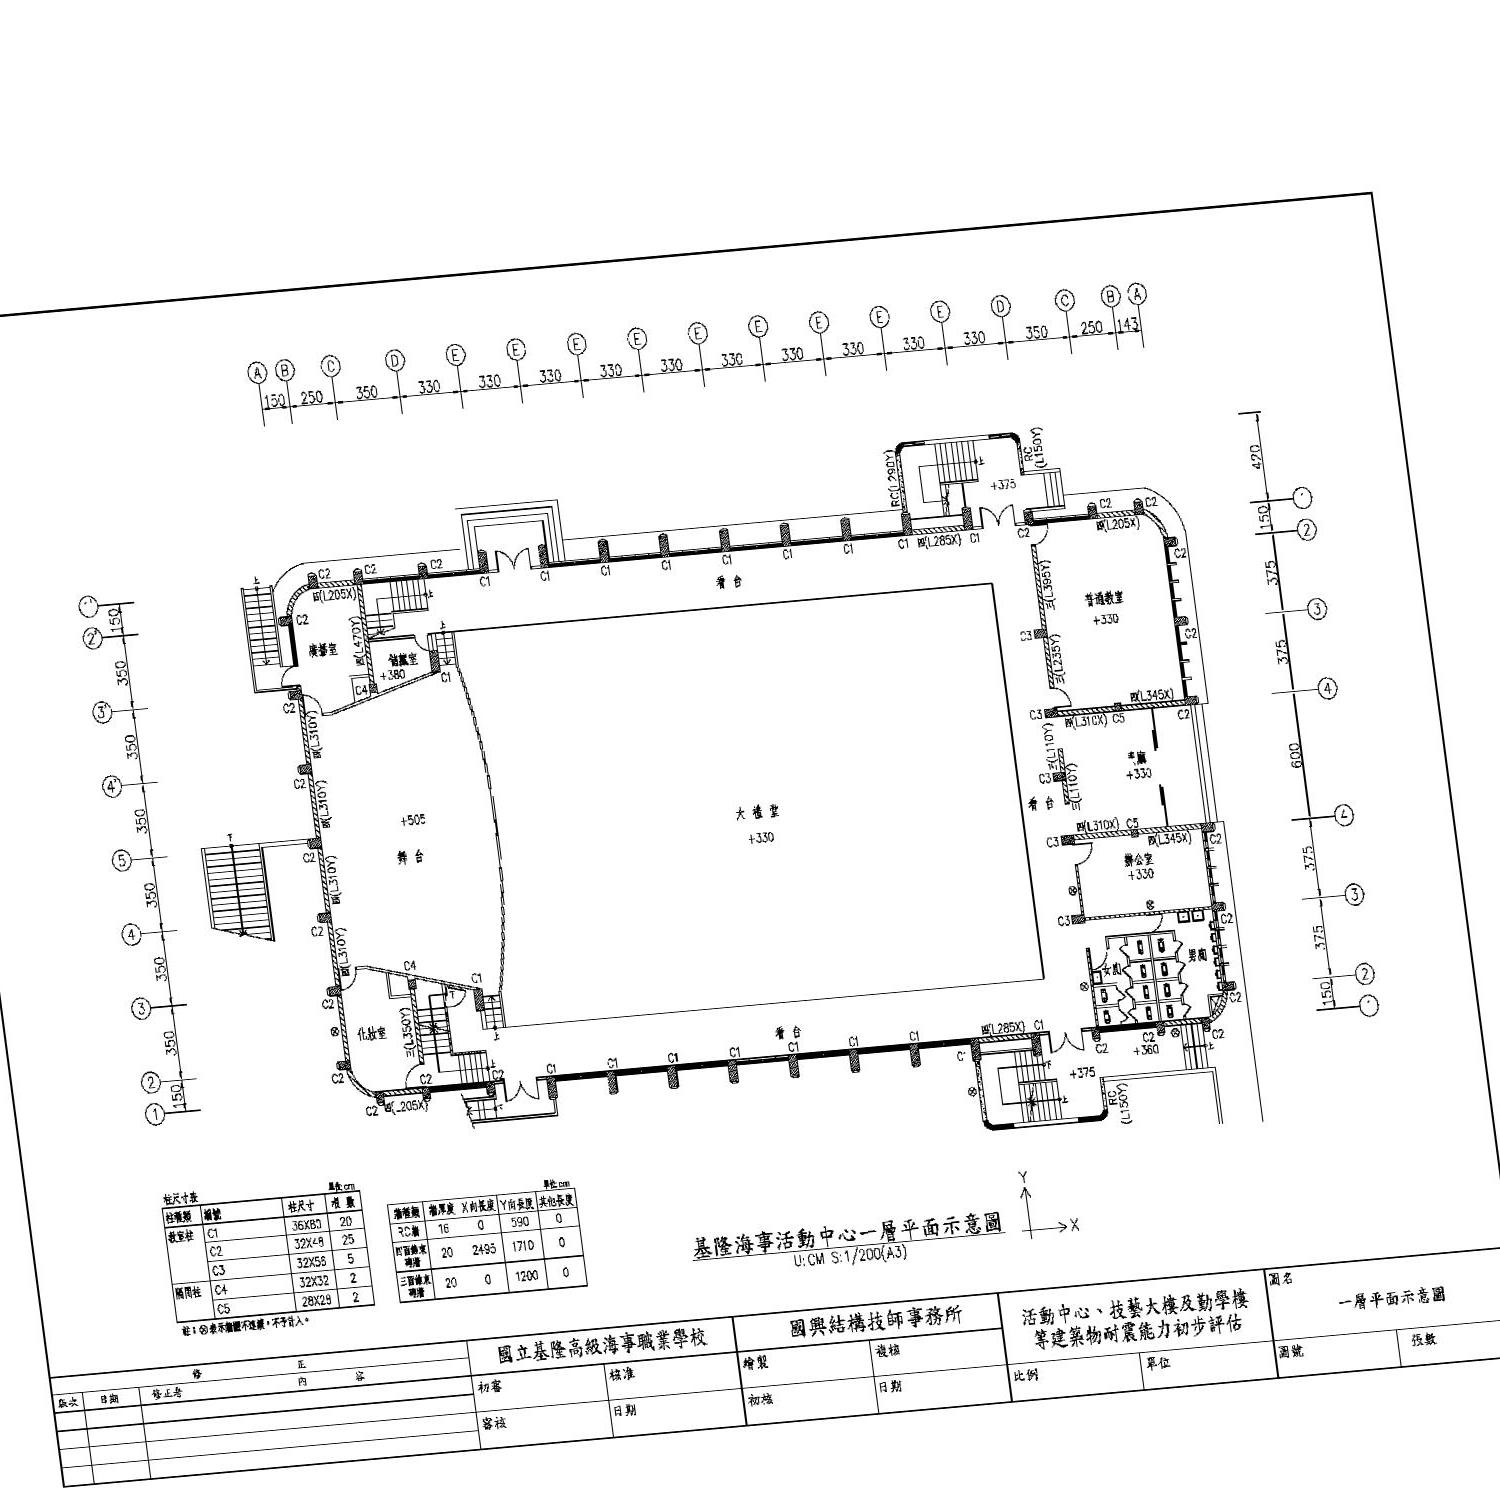 A B C D E E E E E E E E E D C B A
150 250 350 330 330 330 330 330 330 330 330 330 330 350 250 143
420
150
375
375
600
375
375
150
1'
2
3
4
4
3
2
1'
1'
2'
3'
4'
5
4
3
2
1
150
350
350
350
350
350
350
150
RC(L290Y)
RC
(L150Y)
上
+375
C2 C2 C2 C1 C1 C1 C1 C1 C1 C1 C1 C1 C2 C2 C2
四(L205X)
四(L285X)
四(L205X)
看台
廣播室
四(L470Y)
儲藏室
+380
C4
C1
C2
三(L395Y)
普通教室
+330
C3
三(L235Y)
C2
四(L345X)
C3
四(L310X)
C5
C2
四(L310Y)
C2
四(L310Y)
三(L110Y)
+330
C3
三(L110Y)
看台
+505
舞台
大禮堂
+330
四(L310X)
C5
C3
四(L345X)
C2
辦公室
+330
下
C2
四(L310Y)
C2
四(L310Y)
C3
C2
女廁
男廁
C4
C1
C2
化妝室
三(L350Y)
看台
四(L285X)
C1
C2
C2
C2
+360
+375
C2
C2
C2
C1 C1 C1 C1 C1 C1 C1
RC
(L150Y)
柱尺寸表
單位:cm
柱種類 編號 柱尺寸 根數
教室柱 C1 36X80 20
C2 32X48 25
C3 32X56 5
隔間柱 C4 32X32 2
C5 28X28 2
註:⊗表示牆體不連續,不予計入。
單位:cm
牆種類 牆厚度 X向長度 Y向長度 其他長度
RC牆 16 0 590 0
四面圍束磚牆 20 2495 1710 0
三面圍束磚牆 20 0 1200 0
Y
X
基隆海事活動中心一層平面示意圖
U:CM S:1/200(A3)
修正
內容
版次 日期 修正者
國立基隆高級海事職業學校
初審 核准
審核 日期
國興結構技師事務所
繪製 複核
初核 日期
活動中心、技藝大樓及勤學樓
等建築物耐震能力初步評估
比例 單位
圖名
一層平面示意圖
圖號 張數